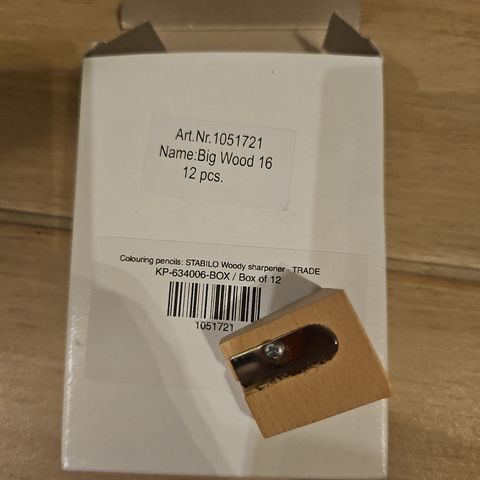 Art.Nr.1051721
Name:Big Wood 16
12 pcs.
Colouring pencils: STABILO Woody sharpener - TRADE
KP-634006-BOX / Box of 12
1051721